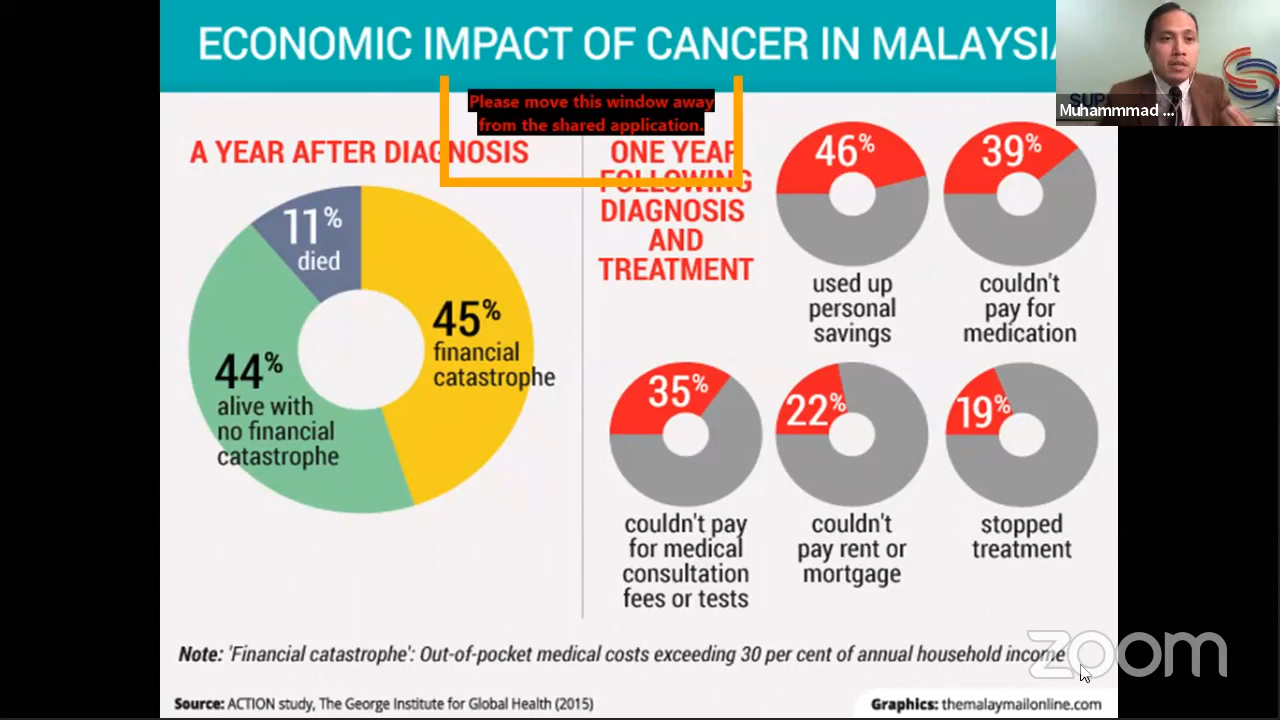 ECONOMIC IMPACT OF CANCER IN MALAYSIA
Please move this window away
from the shared application.
Muhammmad ...
SUP
A YEAR AFTER DIAGNOSIS
11%
died
45%
financial
catastrophe
44%
alive with
no financial
catastrophe
ONE YEAR
FOLLOWING
DIAGNOSIS
AND
TREATMENT
46%
used up
personal
savings
39%
couldn't
pay for
medication
35%
couldn't pay
for medical
consultation
fees or tests
22%
couldn't
pay rent or
mortgage
19%
stopped
treatment
Note: 'Financial catastrophe': Out-of-pocket medical costs exceeding 30 per cent of annual household income
zoom
Source: ACTION study, The George Institute for Global Health (2015)
Graphics: themalaymailonline.com